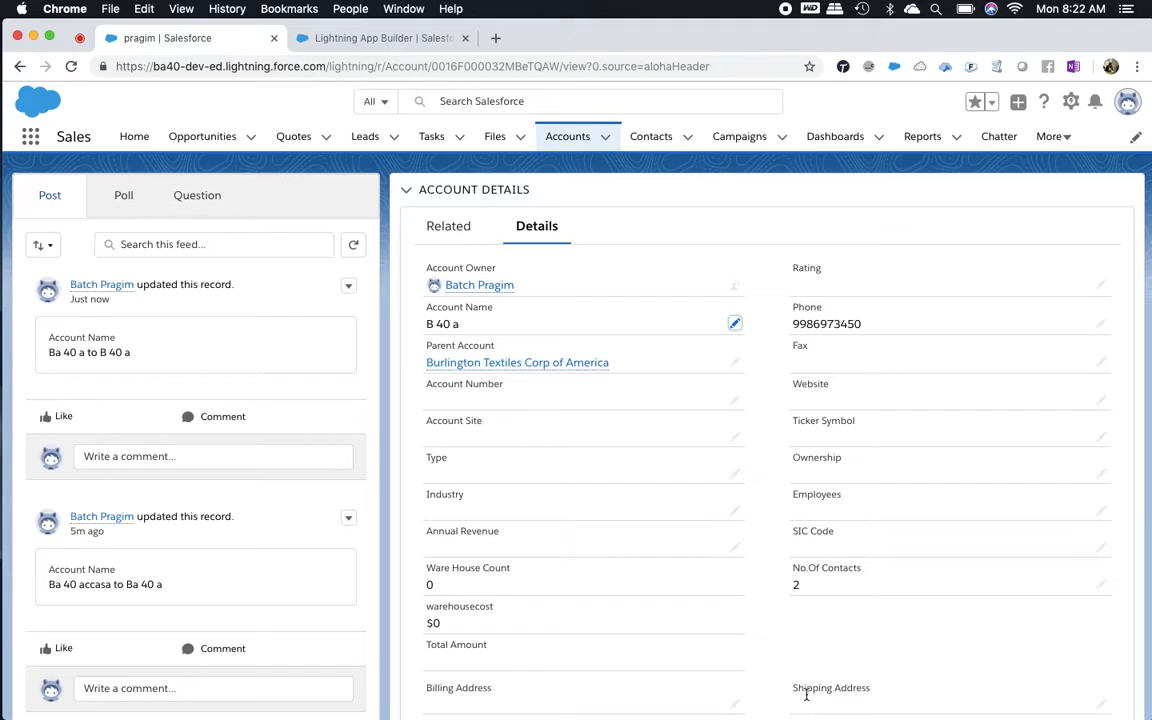 Chrome File Edit View History Bookmarks People Window Help Mon 8:22 AM
pragim | Salesforce Lightning App Builder | Salesfo
https://ba40-dev-ed.lightning.force.com/lightning/r/Account/0016F000032MBeTQAW/view?0.source=alohaHeader
All Search Salesforce
Sales Home Opportunities Quotes Leads Tasks Files Accounts Contacts Campaigns Dashboards Reports Chatter More
Post Poll Question
Search this feed...
Batch Pragim updated this record.
Just now
Account Name
Ba 40 a to B 40 a
Like Comment
Write a comment...
Batch Pragim updated this record.
5m ago
Account Name
Ba 40 accasa to Ba 40 a
Like Comment
Write a comment...
ACCOUNT DETAILS
Related Details
Account Owner Rating
Batch Pragim
Account Name Phone
B 40 a 9986973450
Parent Account Fax
Burlington Textiles Corp of America
Account Number Website
Account Site Ticker Symbol
Type Ownership
Industry Employees
Annual Revenue SIC Code
Ware House Count No.Of Contacts
0 2
warehousecost
$0
Total Amount
Billing Address Shipping Address